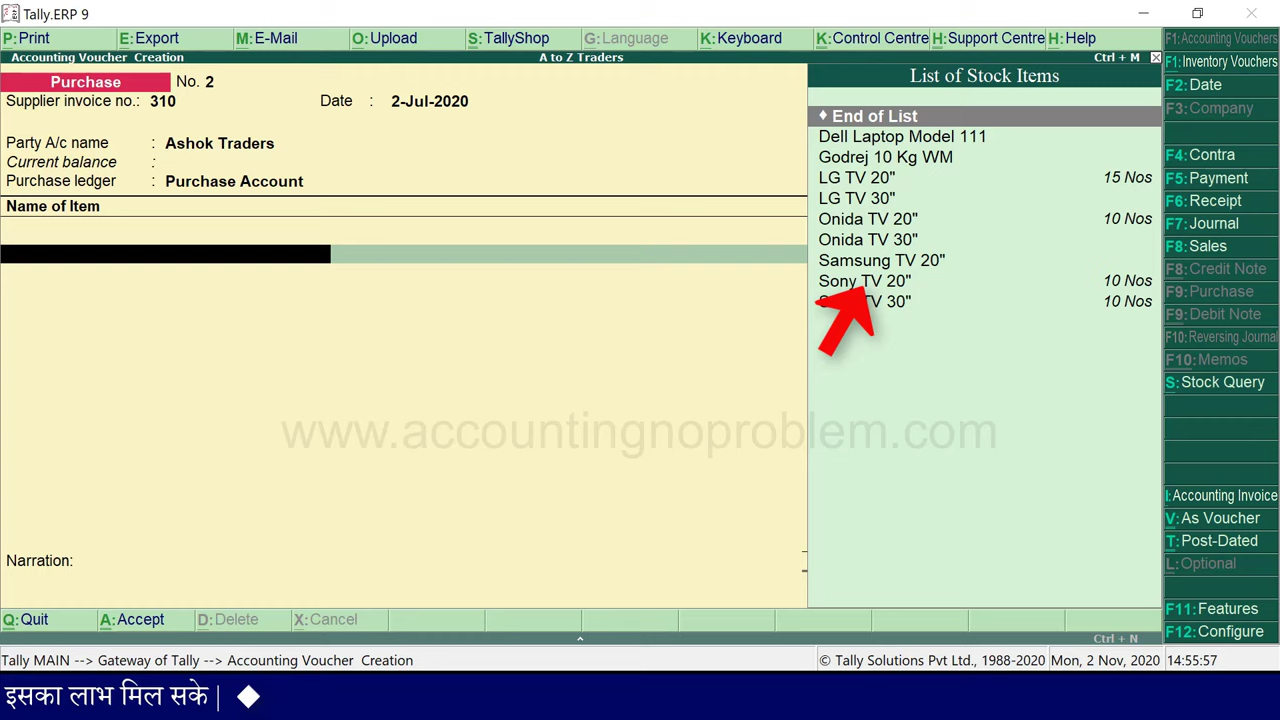 Tally.ERP 9
P: Print E: Export M: E-Mail O: Upload S: TallyShop G: Language K: Keyboard K: Control Centre H: Support Centre H: Help
Accounting Voucher Creation A to Z Traders Ctrl + M
Purchase No. 2
Supplier invoice no.: 310 Date : 2-Jul-2020
Party A/c name : Ashok Traders
Current balance :
Purchase ledger : Purchase Account
Name of Item
List of Stock Items
♦ End of List
Dell Laptop Model 111
Godrej 10 Kg WM
LG TV 20" 15 Nos
LG TV 30"
Onida TV 20" 10 Nos
Onida TV 30"
Samsung TV 20"
Sony TV 20" 10 Nos
TV 30" 10 Nos
www.accountingnoproblem.com
Narration:
F1: Accounting Vouchers
F1: Inventory Vouchers
F2: Date
F3: Company
F4: Contra
F5: Payment
F6: Receipt
F7: Journal
F8: Sales
F8: Credit Note
F9: Purchase
F9: Debit Note
F10: Reversing Journal
F10: Memos
S: Stock Query
I: Accounting Invoice
V: As Voucher
T: Post-Dated
L: Optional
F11: Features
F12: Configure
Q: Quit A: Accept D: Delete X: Cancel
Ctrl + N
Tally MAIN --> Gateway of Tally --> Accounting Voucher Creation © Tally Solutions Pvt Ltd., 1988-2020 Mon, 2 Nov, 2020 14:55:57
इसका लाभ मिल सके |